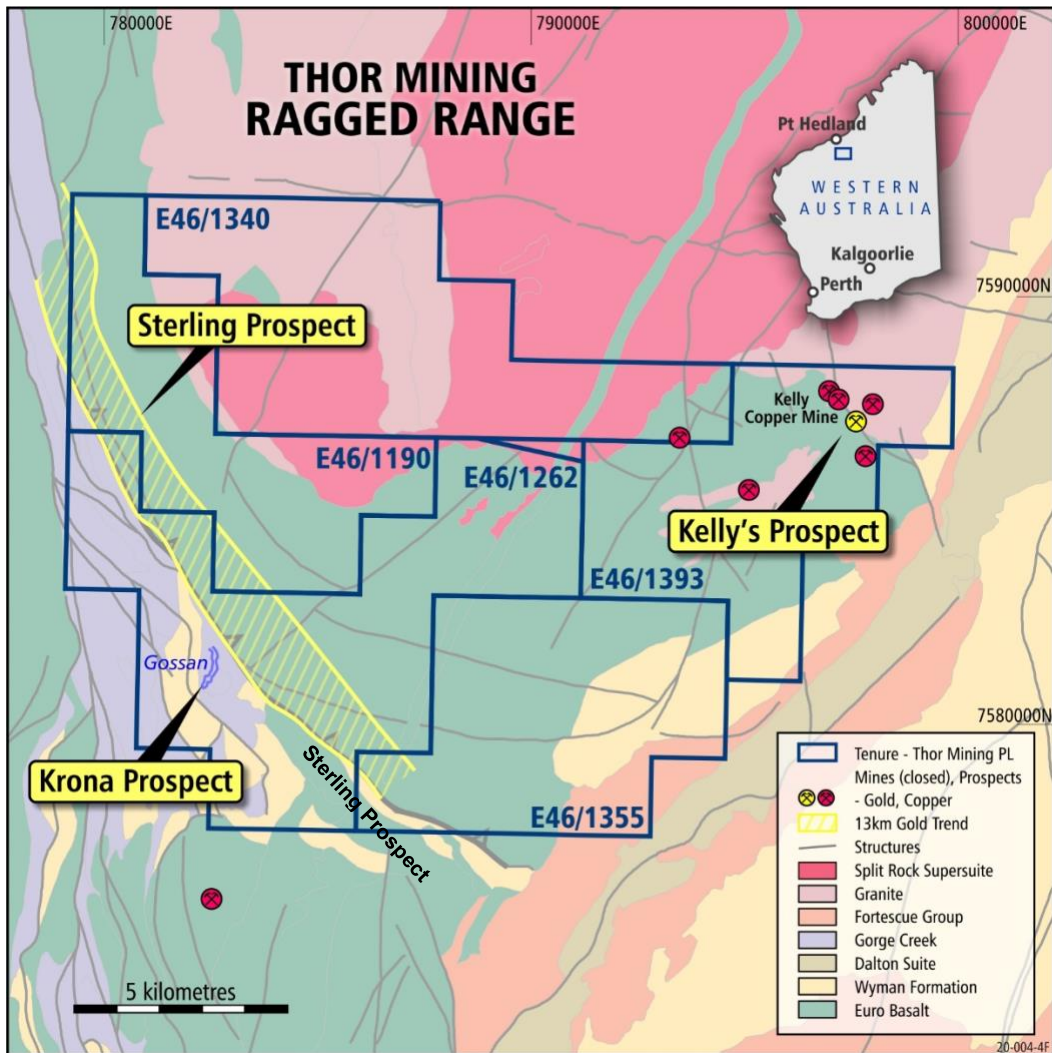 780000E
790000E
800000E
THOR MINING
RAGGED RANGE
Pt Hedland
WESTERN
AUSTRALIA
Kalgoorlie
Perth
E46/1340
7590000N
Sterling Prospect
Kelly
Copper Mine
E46/1190
E46/1262
Kelly's Prospect
E46/1393
Gossan
7580000N
Krona Prospect
Sterling Prospect
E46/1355
Tenure - Thor Mining PL
Mines (closed), Prospects
- Gold, Copper
13km Gold Trend
Structures
Split Rock Supersuite
Granite
Fortescue Group
Gorge Creek
Dalton Suite
Wyman Formation
Euro Basalt
5 kilometres
20-004-4F